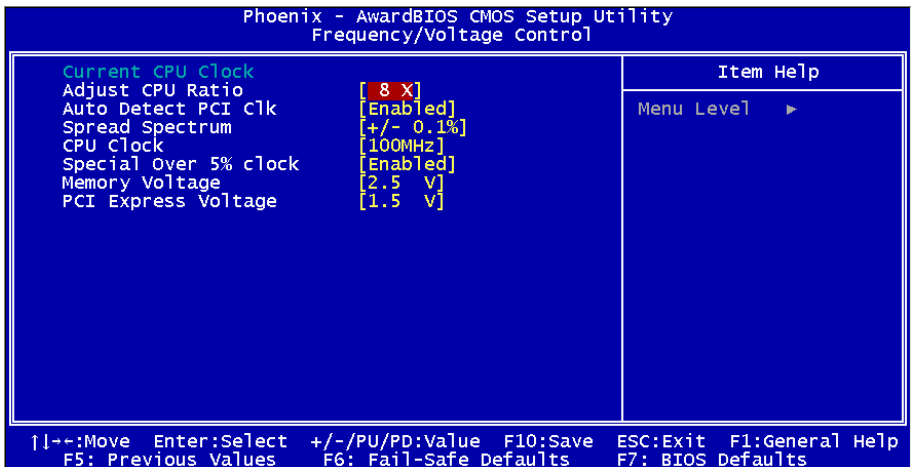 Phoenix - AwardBIOS CMOS Setup Utility
Frequency/Voltage Control
Current CPU Clock
Adjust CPU Ratio [ 8 X]
Auto Detect PCI Clk [Enabled]
Spread Spectrum [+/- 0.1%]
CPU Clock [100MHz]
Special Over 5% clock [Enabled]
Memory Voltage [2.5 V]
PCI Express Voltage [1.5 V]
Item Help
Menu Level ►
↑↓→←:Move Enter:Select +/-/PU/PD:Value F10:Save ESC:Exit F1:General Help
F5: Previous Values F6: Fail-Safe Defaults F7: BIOS Defaults